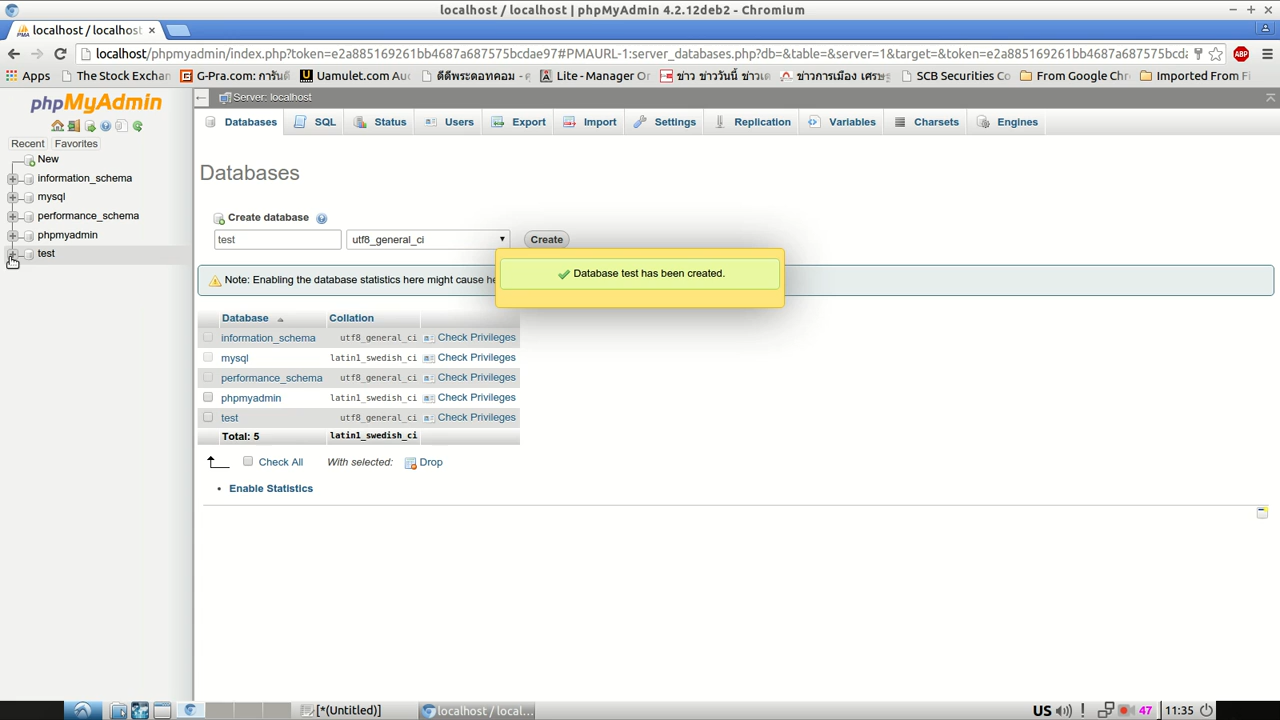 localhost / localhost | phpMyAdmin 4.2.12deb2 - Chromium
localhost / localhost
localhost/phpmyadmin/index.php?token=e2a885169261bb4687a687575bcdae97#PMAURL-1:server_databases.php?db=&table=&server=1&target=&token=e2a885169261bb4687a687575bcda
ABP
Apps
The Stock Exchan
G-Pra.com: การันตี
Uamulet.com Auc
ดีดีพระดอทคอม -
Lite - Manager Or
ข่าว ข่าววันนี้ ข่าวเด
ข่าวการเมือง เศรษ
SCB Securities Co
From Google Chr
Imported From Fi
phpMyAdmin
Recent Favorites
New
information_schema
mysql
performance_schema
phpmyadmin
test
Server: localhost
Databases SQL Status Users Export Import Settings Replication Variables Charsets Engines
Databases
Create database
test utf8_general_ci Create
Note: Enabling the database statistics here might cause he
Database test has been created.
Database Collation
information_schema utf8_general_ci Check Privileges
mysql latin1_swedish_ci Check Privileges
performance_schema utf8_general_ci Check Privileges
phpmyadmin latin1_swedish_ci Check Privileges
test utf8_general_ci Check Privileges
Total: 5 latin1_swedish_ci
Check All With selected: Drop
• Enable Statistics
[*(Untitled)]
localhost / local...
US 47 11:35